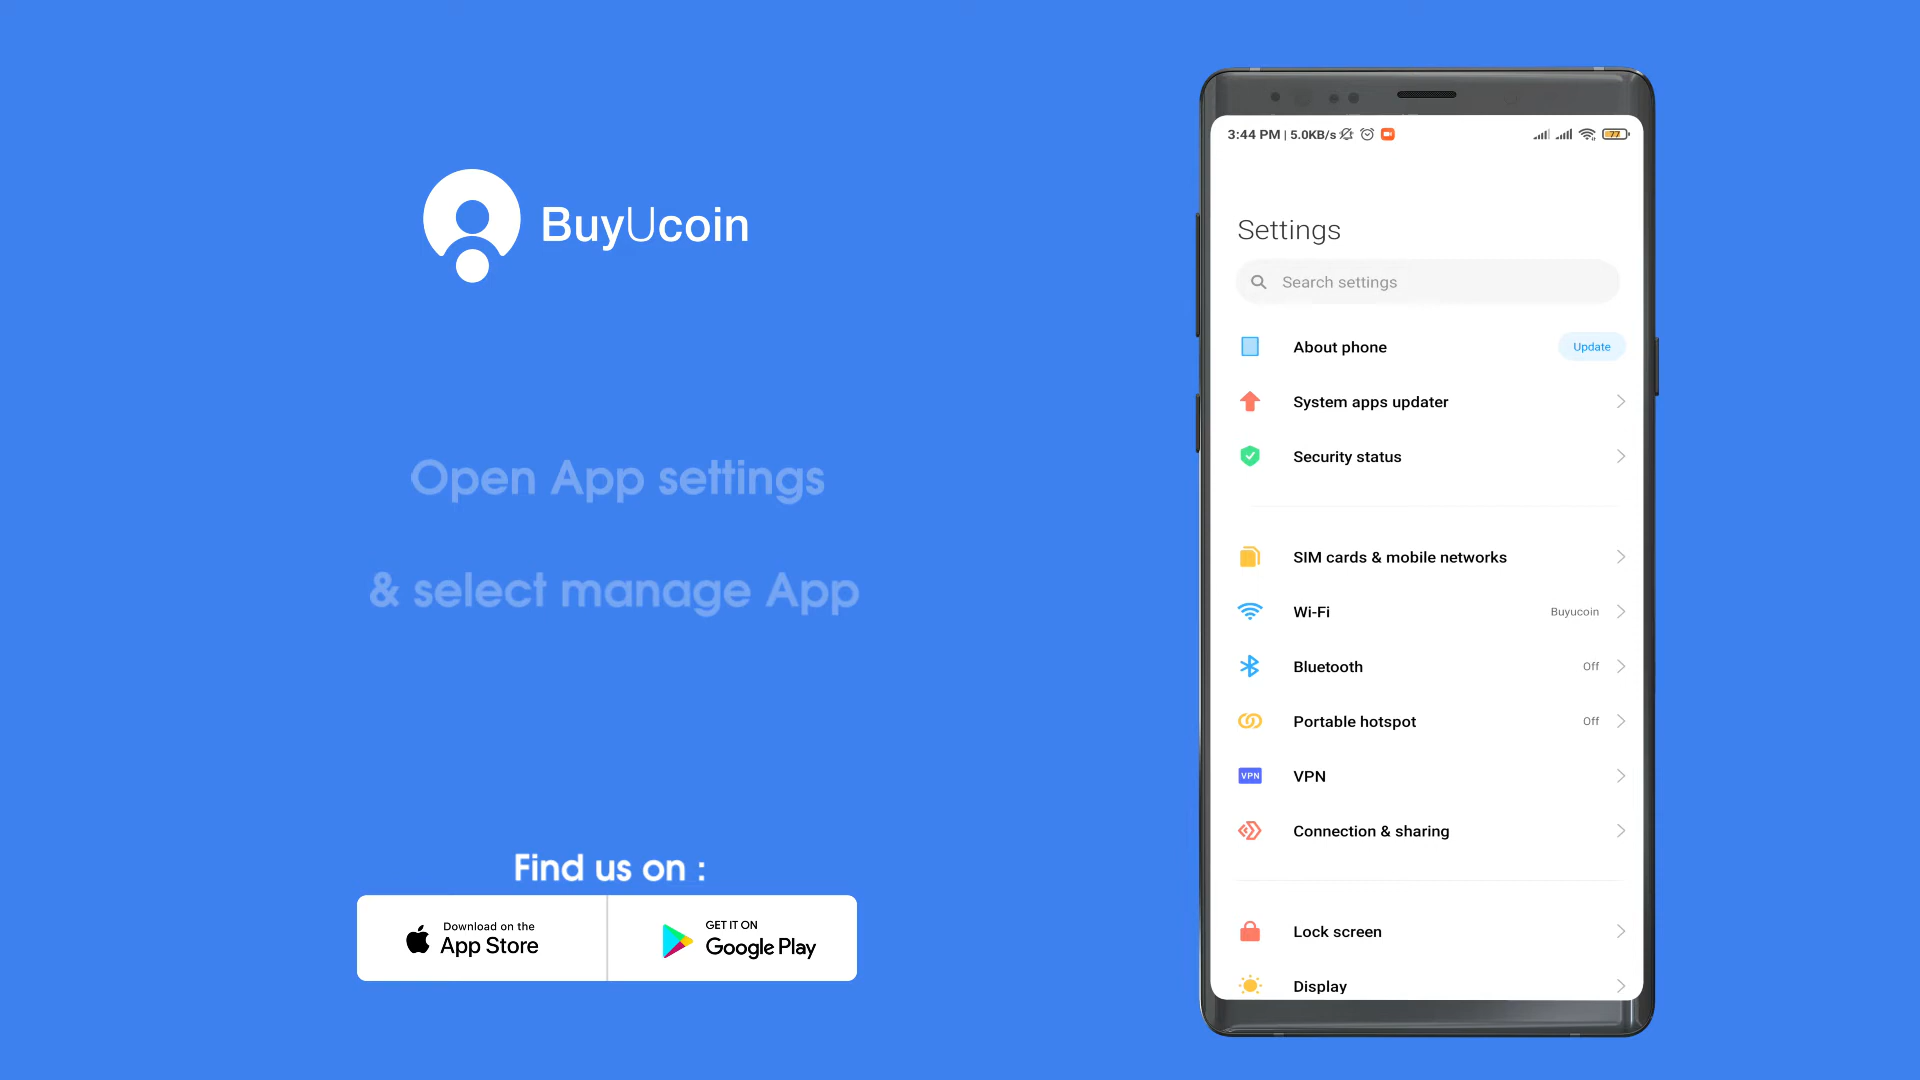 BuyUcoin
Open App settings
& select manage App
Find us on :
Download on the
App Store
GET IT ON
Google Play
3:44 PM | 5.0KB/s
77
Settings
Search settings
About phone
Update
System apps updater
Security status
SIM cards & mobile networks
Wi-Fi
Buyucoin
Bluetooth
Off
Portable hotspot
Off
VPN
VPN
Connection & sharing
Lock screen
Display